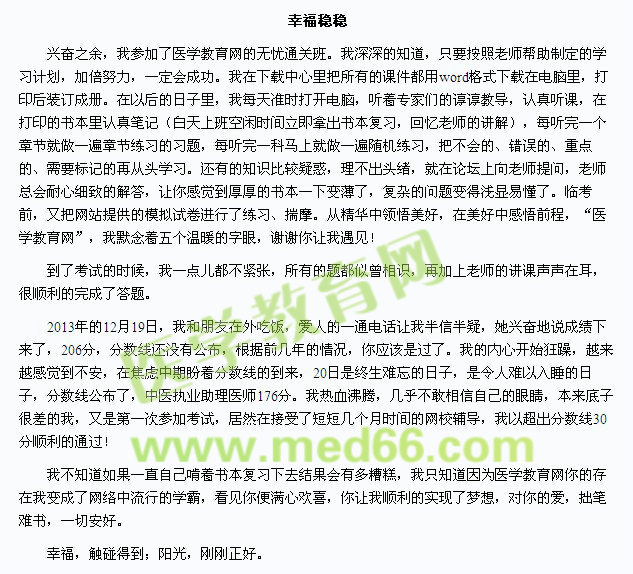 幸福稳稳
兴奋之余，我参加了医学教育网的无忧通关班。我深深的知道，只要按照老师帮助制定的学
习计划，加倍努力，一定会成功。我在下载中心里把所有的课件都用word格式下载在电脑里，打
印后装订成册。在以后的日子里，我每天准时打开电脑，听着专家们的谆谆教导，认真听课，在
打印的书本里认真笔记（白天上班空闲时间立即拿出书本复习，回忆老师的讲解），每听完一个
章节就做一遍章节练习的习题，每听完一科马上就做一遍随机练习，把不会的、错误的、重点
的、需要标记的再从头学习。还有的知识比较疑惑，理不出头绪，就在论坛上向老师提问，老师
总会耐心细致的解答，让你感觉到厚厚的书本一下变薄了，复杂的问题变得浅显易懂了。临考
前，又把网站提供的模拟试卷进行了练习、揣摩。从精华中领悟美好，在美好中感悟前程，“医
学教育网”，我默念着五个温暖的字眼，谢谢你让我遇见！
到了考试的时候，我一点儿都不紧张，所有的题都似曾相识，再加上老师的讲课声声在耳，
很顺利的完成了答题。
2013年的12月19日，我和朋友在外吃饭，爱人的一通电话让我半信半疑，她兴奋地说成绩下
来了，206分，分数线还没有公布，根据前几年的情况，你应该是过了。我的内心开始狂躁，越来
越感觉到不安，在焦虑中期盼着分数线的到来，20日是终生难忘的日子，是令人难以入睡的日
子，分数线公布了，中医执业助理医师176分。我热血沸腾，几乎不敢相信自己的眼睛，本来底子
很差的我，又是第一次参加考试，居然在接受了短短几个月时间的网校辅导，我以超出分数线30
分顺利的通过！
我不知道如果一直自己啃着书本复习下去结果会有多糟糕，我只知道因为医学教育网你的存
在我变成了网络中流行的学霸，看见你便满心欢喜，你让我顺利的实现了梦想，对你的爱，拙笔
难书，一切安好。
幸福，触碰得到；阳光，刚刚正好。
医学教育网
www.med66.com